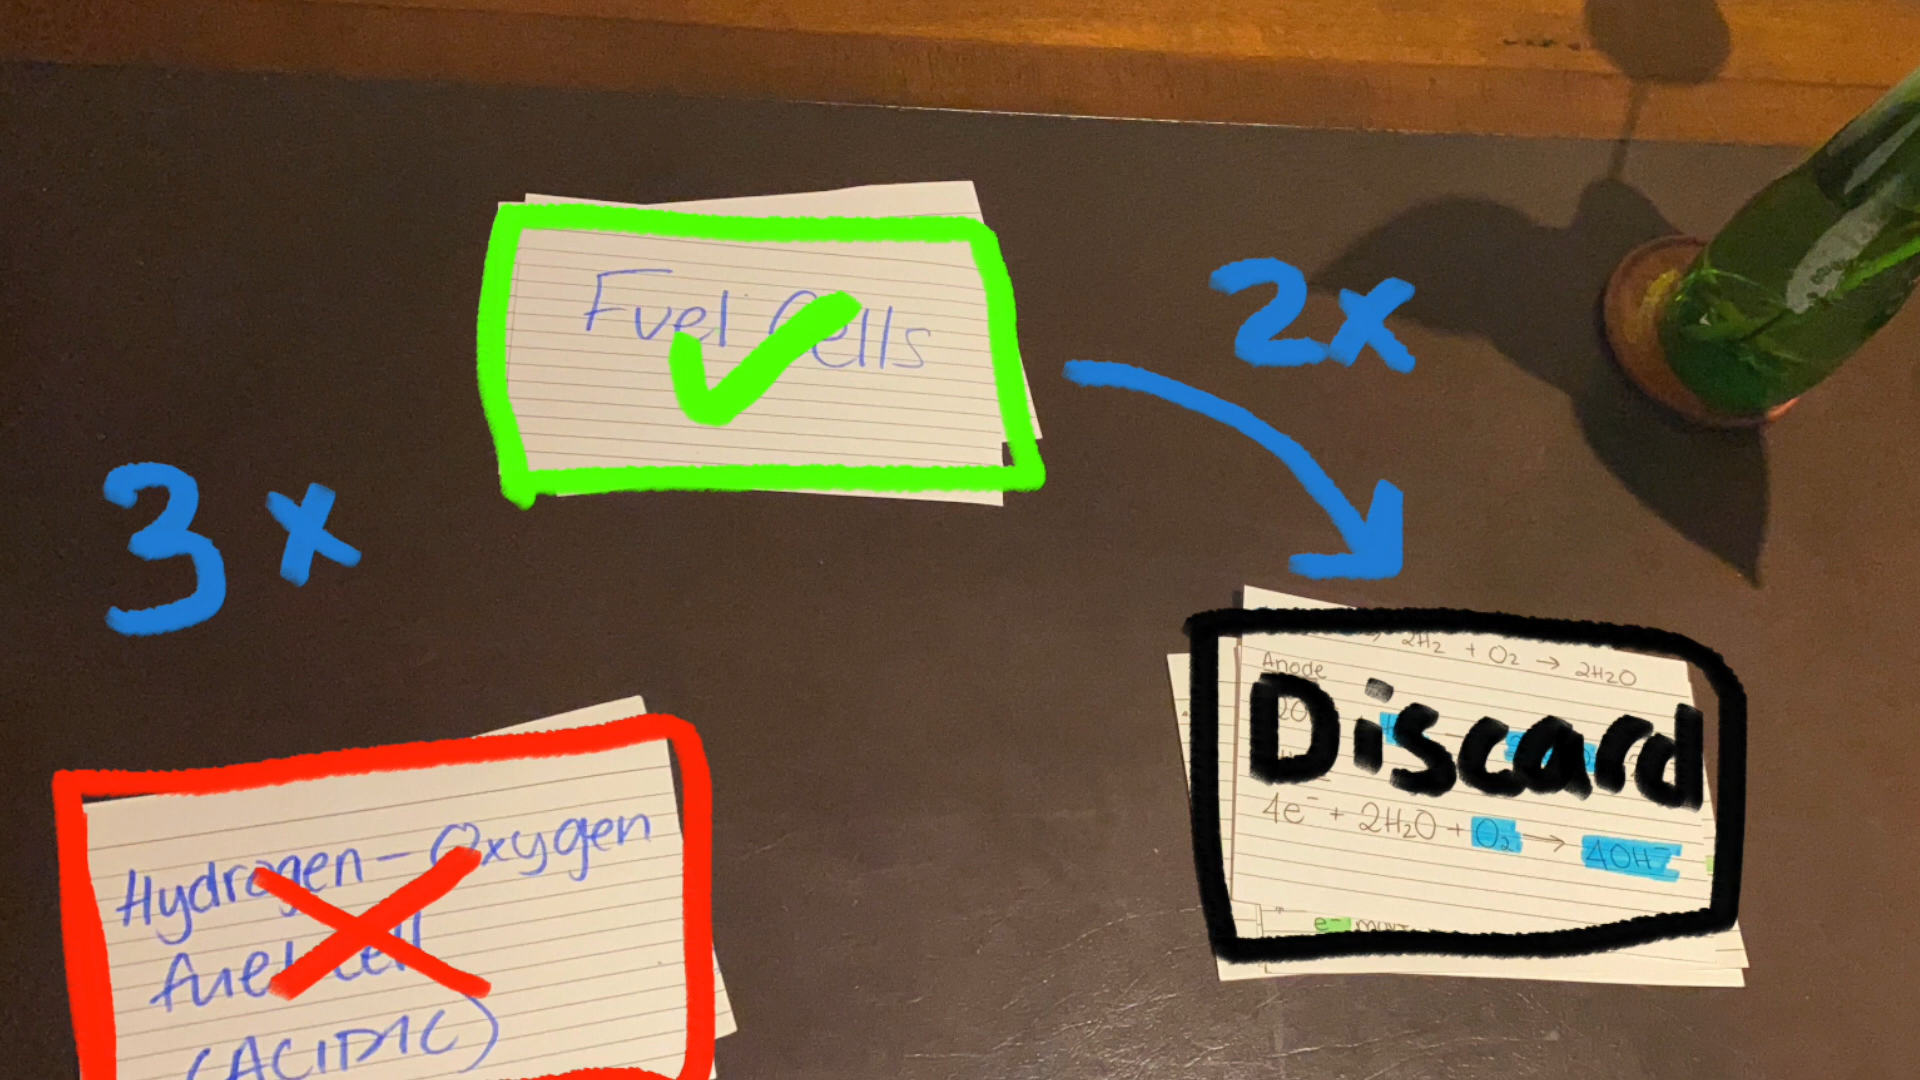 Fuel Cells
2x
3x
2H₂ + O₂ → 2H₂O
Anode
Discard
4e⁻ + 2H₂O + O₂ → 4OH⁻
e⁻
Hydrogen - Oxygen
fuel cell
(ACIDIC)